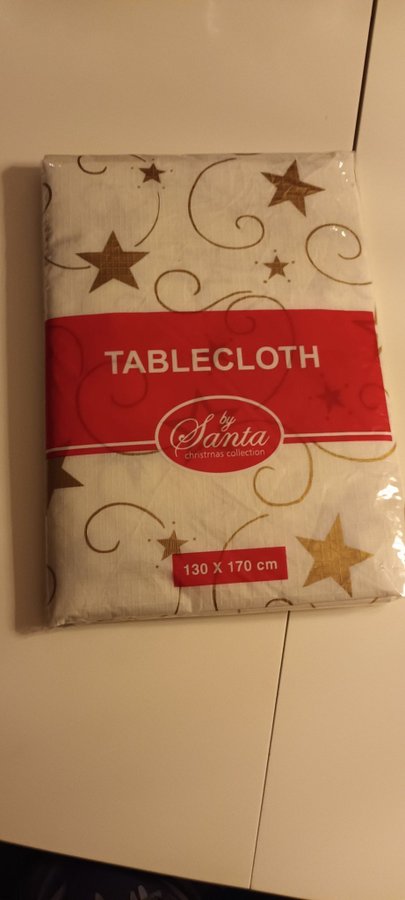 TABLECLOTH
by
Santa
christmas collection
130 X 170 cm